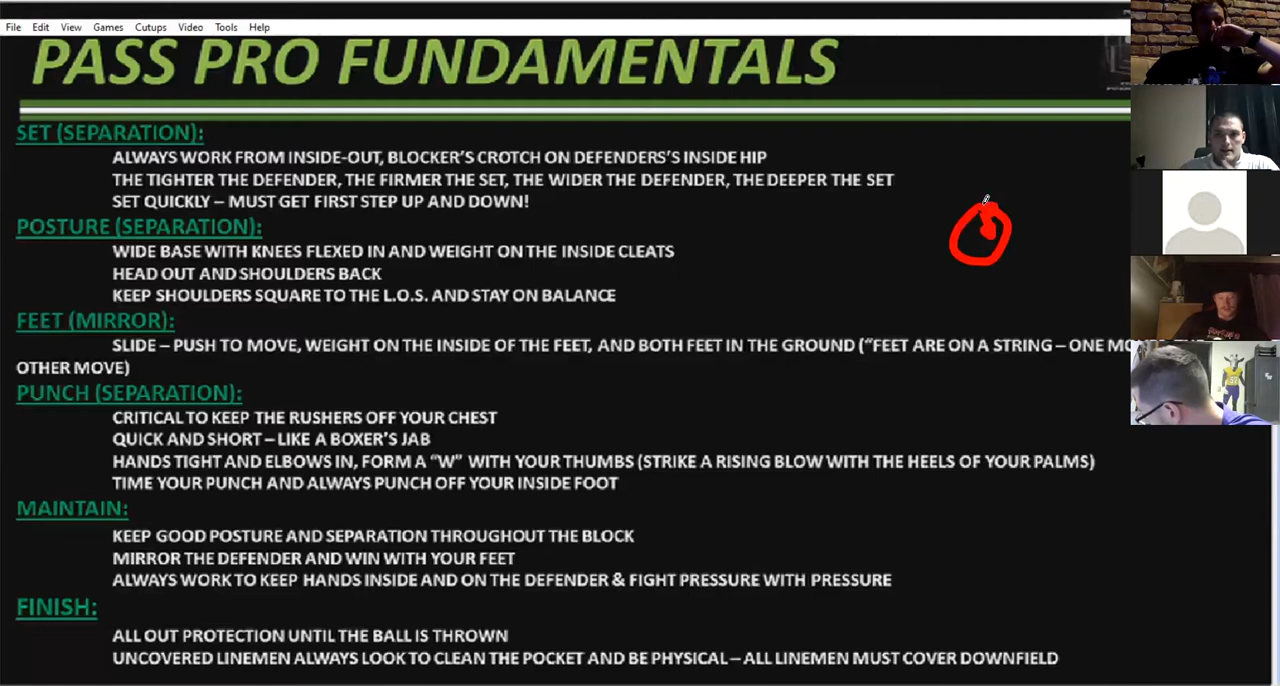 File Edit View Games Cutups Video Tools Help
PASS PRO FUNDAMENTALS
SET (SEPARATION):
ALWAYS WORK FROM INSIDE-OUT, BLOCKER'S CROTCH ON DEFENDERS'S INSIDE HIP
THE TIGHTER THE DEFENDER, THE FIRMER THE SET, THE WIDER THE DEFENDER, THE DEEPER THE SET
SET QUICKLY – MUST GET FIRST STEP UP AND DOWN!
POSTURE (SEPARATION):
WIDE BASE WITH KNEES FLEXED IN AND WEIGHT ON THE INSIDE CLEATS
HEAD OUT AND SHOULDERS BACK
KEEP SHOULDERS SQUARE TO THE L.O.S. AND STAY ON BALANCE
FEET (MIRROR):
SLIDE – PUSH TO MOVE, WEIGHT ON THE INSIDE OF THE FEET, AND BOTH FEET IN THE GROUND ("FEET ARE ON A STRING – ONE
OTHER MOVE)
PUNCH (SEPARATION):
CRITICAL TO KEEP THE RUSHERS OFF YOUR CHEST
QUICK AND SHORT – LIKE A BOXER'S JAB
HANDS TIGHT AND ELBOWS IN, FORM A "W" WITH YOUR THUMBS (STRIKE A RISING BLOW WITH THE HEELS OF YOUR PALMS)
TIME YOUR PUNCH AND ALWAYS PUNCH OFF YOUR INSIDE FOOT
MAINTAIN:
KEEP GOOD POSTURE AND SEPARATION THROUGHOUT THE BLOCK
MIRROR THE DEFENDER AND WIN WITH YOUR FEET
ALWAYS WORK TO KEEP HANDS INSIDE AND ON THE DEFENDER & FIGHT PRESSURE WITH PRESSURE
FINISH:
ALL OUT PROTECTION UNTIL THE BALL IS THROWN
UNCOVERED LINEMEN ALWAYS LOOK TO CLEAN THE POCKET AND BE PHYSICAL – ALL LINEMEN MUST COVER DOWNFIELD